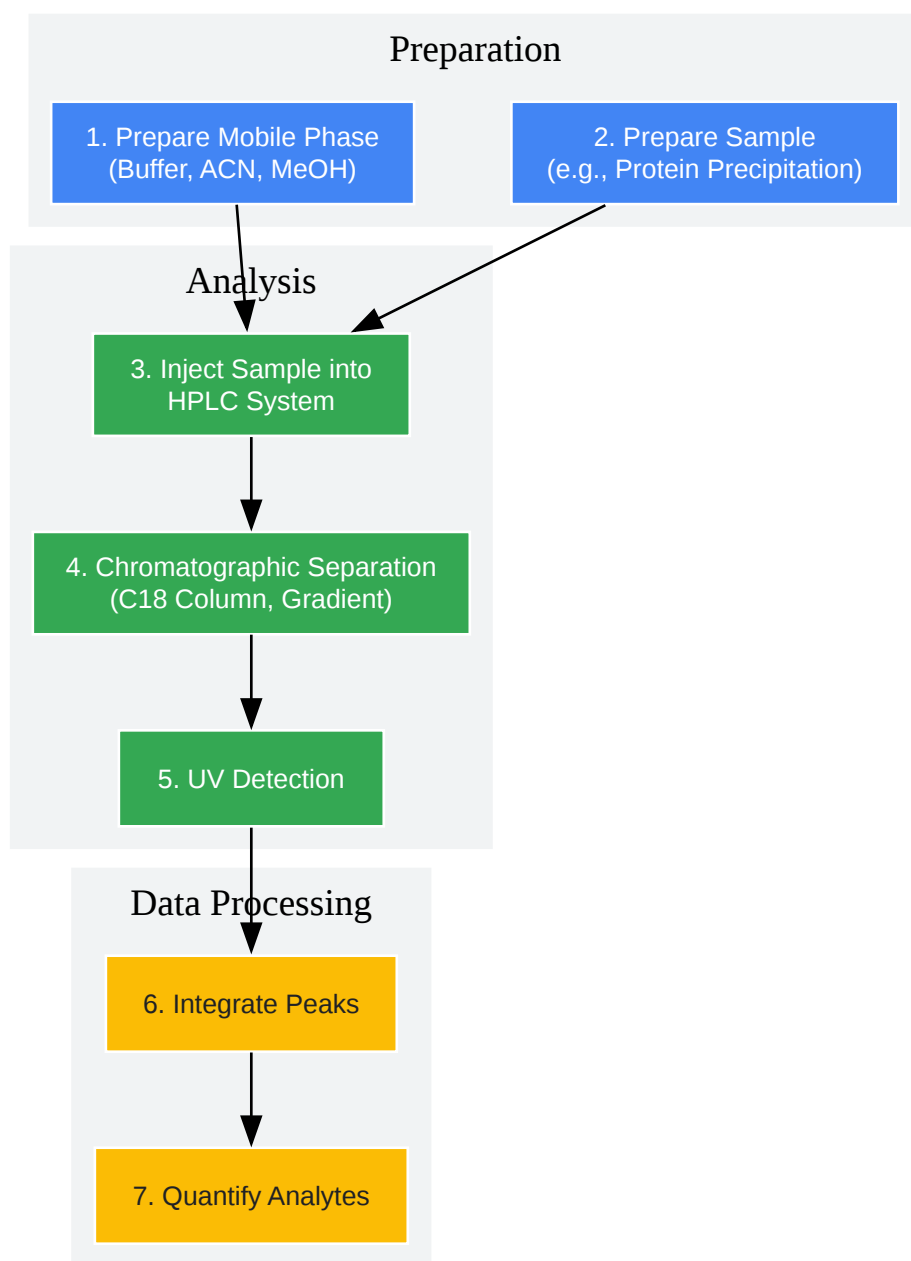 Preparation
1. Prepare Mobile Phase
(Buffer, ACN, MeOH)
2. Prepare Sample
(e.g., Protein Precipitation)
Analysis
3. Inject Sample into
HPLC System
4. Chromatographic Separation
(C18 Column, Gradient)
5. UV Detection
Data Processing
6. Integrate Peaks
7. Quantify Analytes